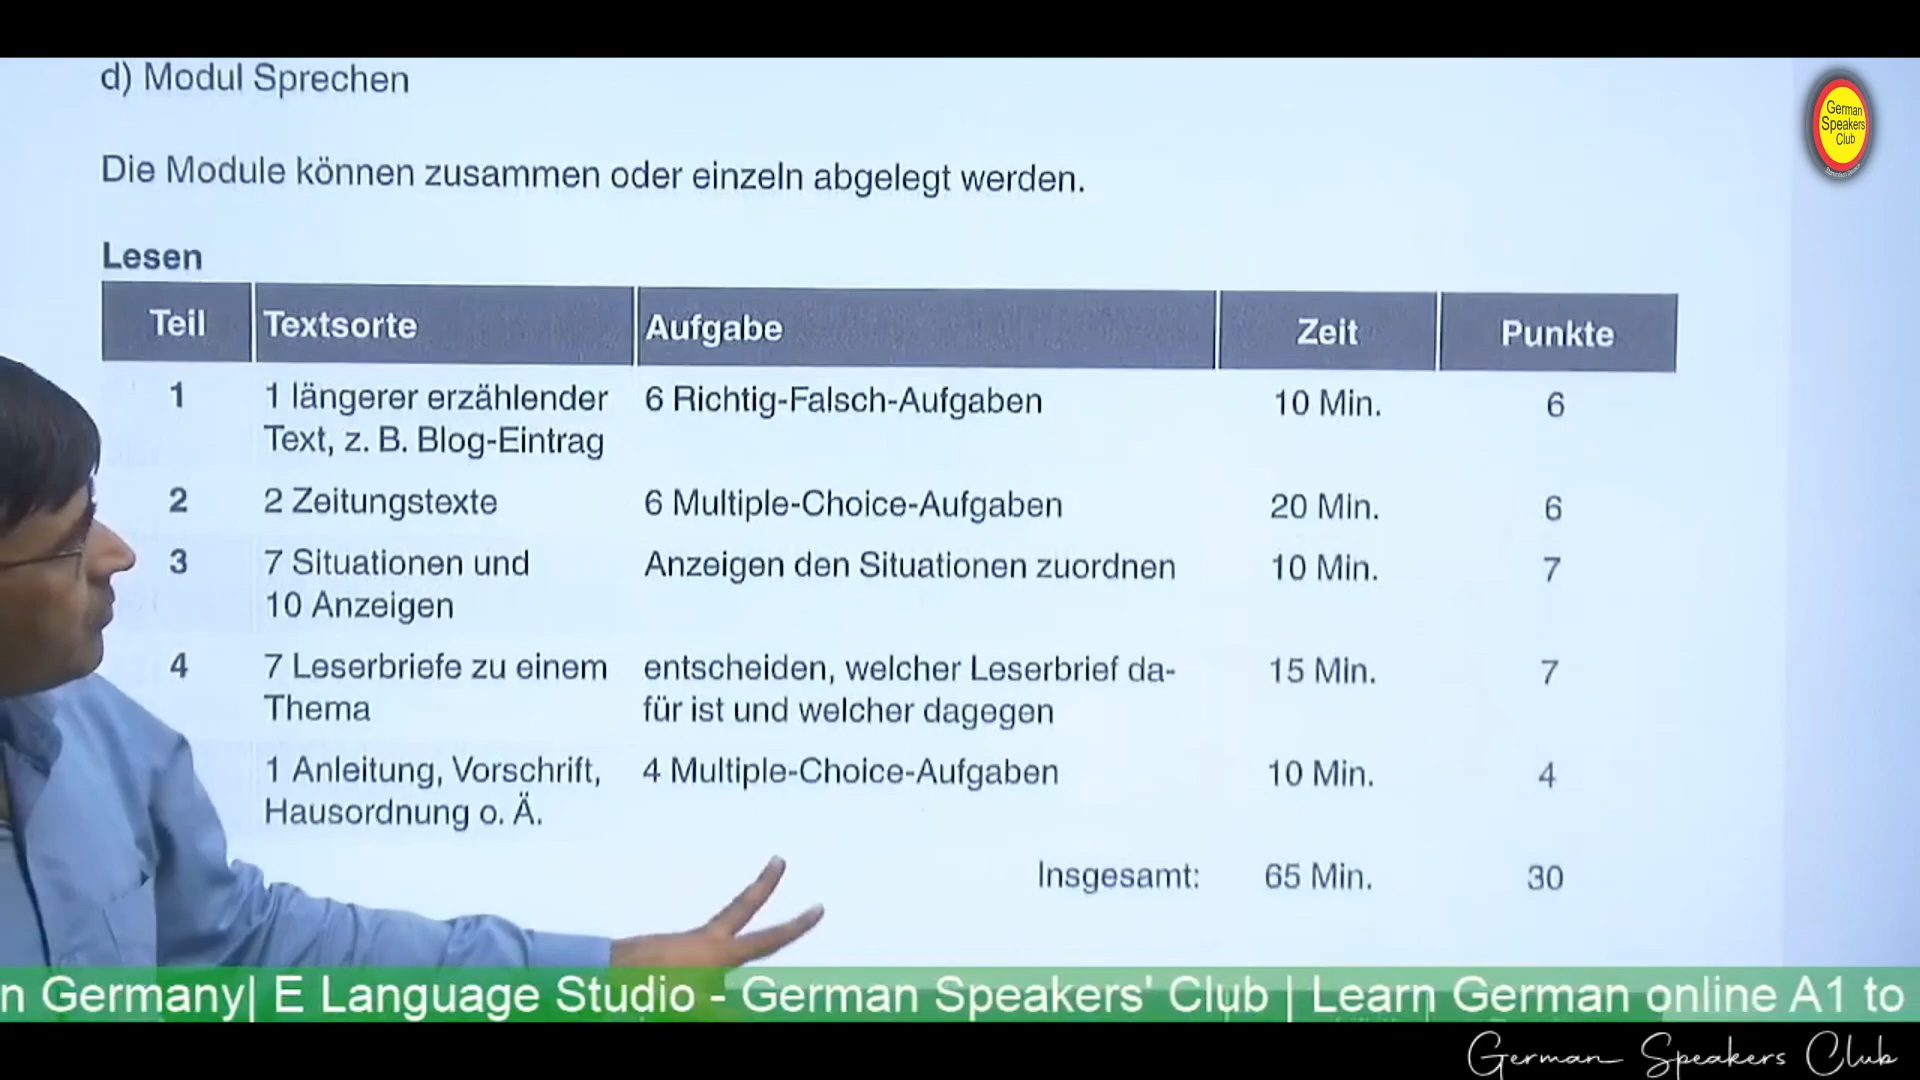 d) Modul Sprechen
German
Speakers
Club
Die Module können zusammen oder einzeln abgelegt werden.
Lesen
Teil Textsorte Aufgabe Zeit Punkte
1 1 längerer erzählender 6 Richtig-Falsch-Aufgaben 10 Min. 6
Text, z. B. Blog-Eintrag
2 2 Zeitungstexte 6 Multiple-Choice-Aufgaben 20 Min. 6
3 7 Situationen und Anzeigen den Situationen zuordnen 10 Min. 7
10 Anzeigen
4 7 Leserbriefe zu einem entscheiden, welcher Leserbrief da- 15 Min. 7
Thema für ist und welcher dagegen
1 Anleitung, Vorschrift, 4 Multiple-Choice-Aufgaben 10 Min. 4
Hausordnung o. Ä.
Insgesamt: 65 Min. 30
n Germany| E Language Studio - German Speakers' Club | Learn German online A1 to
German Speakers Club